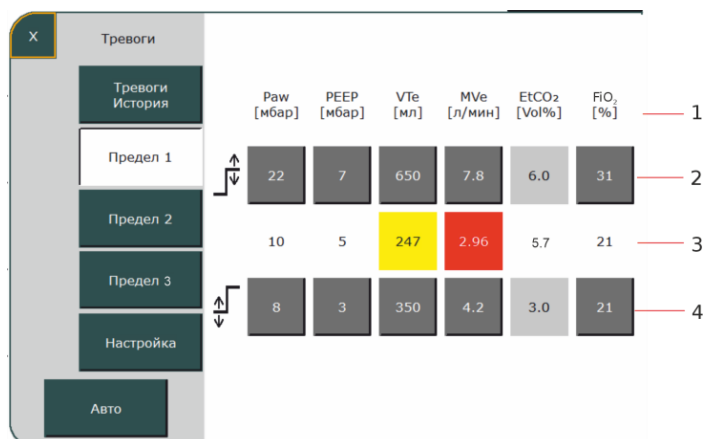 X
Тревоги
Тревоги
История
Предел 1
Предел 2
Предел 3
Настройка
Авто
Paw PEEP VTe MVe EtCO₂ FiO₂
[мбар] [мбар] [мл] [л/мин] [Vol%] [%]
1
22 7 650 7.8 6.0 31
2
10 5 247 2.96 5.7 21
3
8 3 350 4.2 3.0 21
4